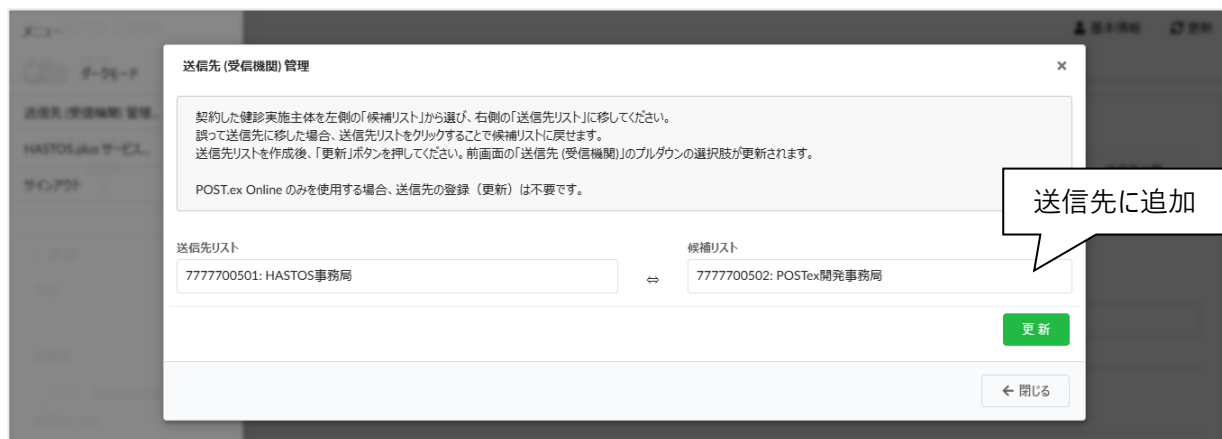 メニュー
基本情報
更新
ダークモード
送信先 (受信機関) 管理...
HASTOS.plus サービス...
サインアウト
送信先 (受信機関) 管理
×
契約した健診実施主体を左側の「候補リスト」から選び、右側の「送信先リスト」に移してください。
誤って送信先に移した場合、送信先リストをクリックすることで候補リストに戻せます。
送信先リストを作成後、「更新」ボタンを押してください。前画面の「送信先 (受信機関)」のプルダウンの選択肢が更新されます。
POST.ex Online のみを使用する場合、送信先の登録（更新）は不要です。
送信先に追加
送信先リスト
候補リスト
7777700501: HASTOS事務局
⇔
7777700502: POSTex開発事務局
更新
← 閉じる